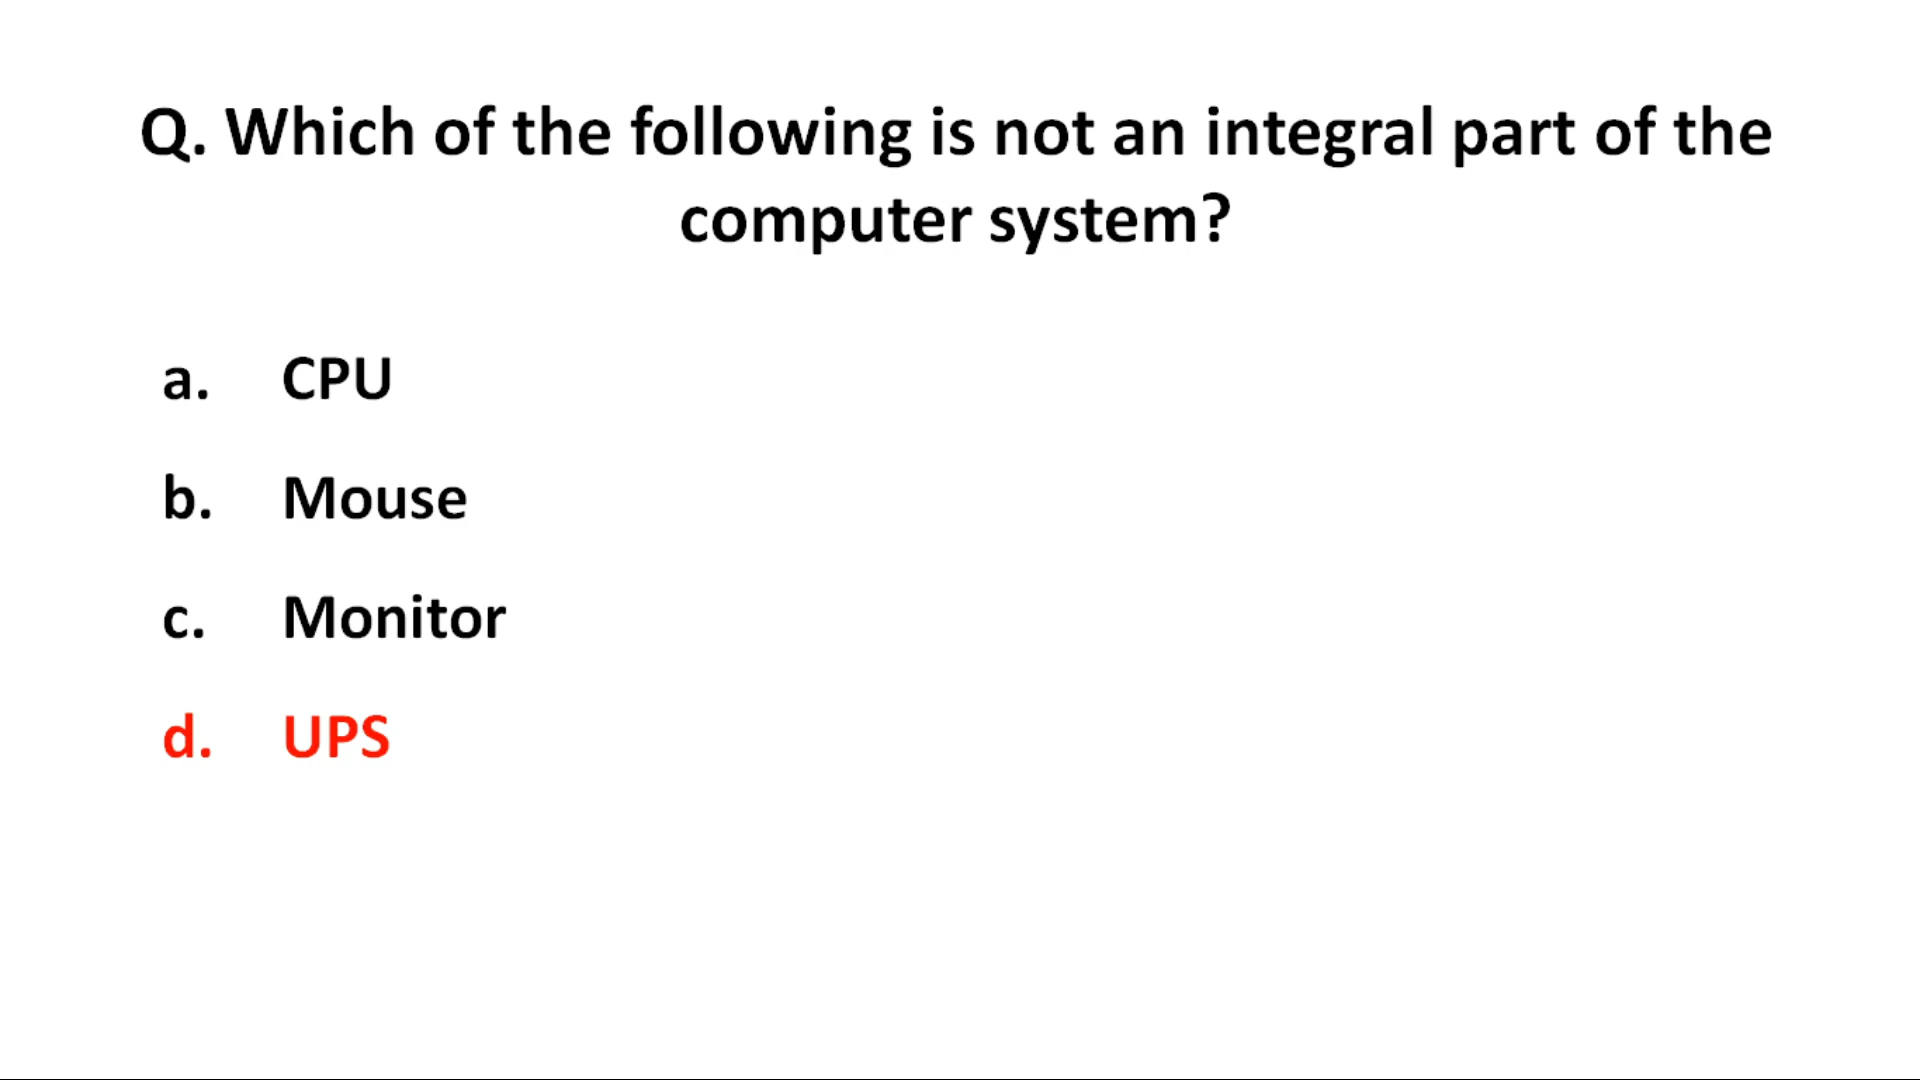 Q. Which of the following is not an integral part of the
computer system?
a. CPU
b. Mouse
c. Monitor
d. UPS